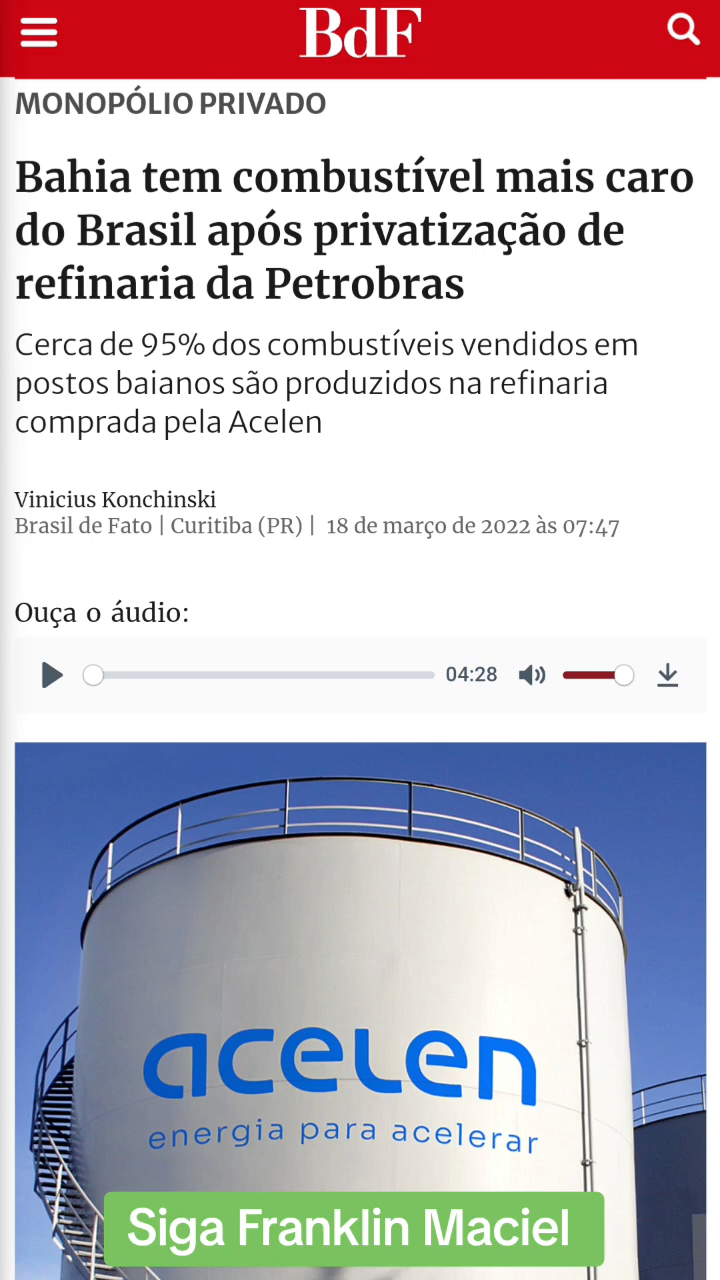 BdF
MONOPÓLIO PRIVADO
Bahia tem combustível mais caro
do Brasil após privatização de
refinaria da Petrobras
Cerca de 95% dos combustíveis vendidos em
postos baianos são produzidos na refinaria
comprada pela Acelen
Vinicius Konchinski
Brasil de Fato | Curitiba (PR) | 18 de março de 2022 às 07:47
Ouça o áudio:
04:28
acelen
energia para acelerar
Siga Franklin Maciel